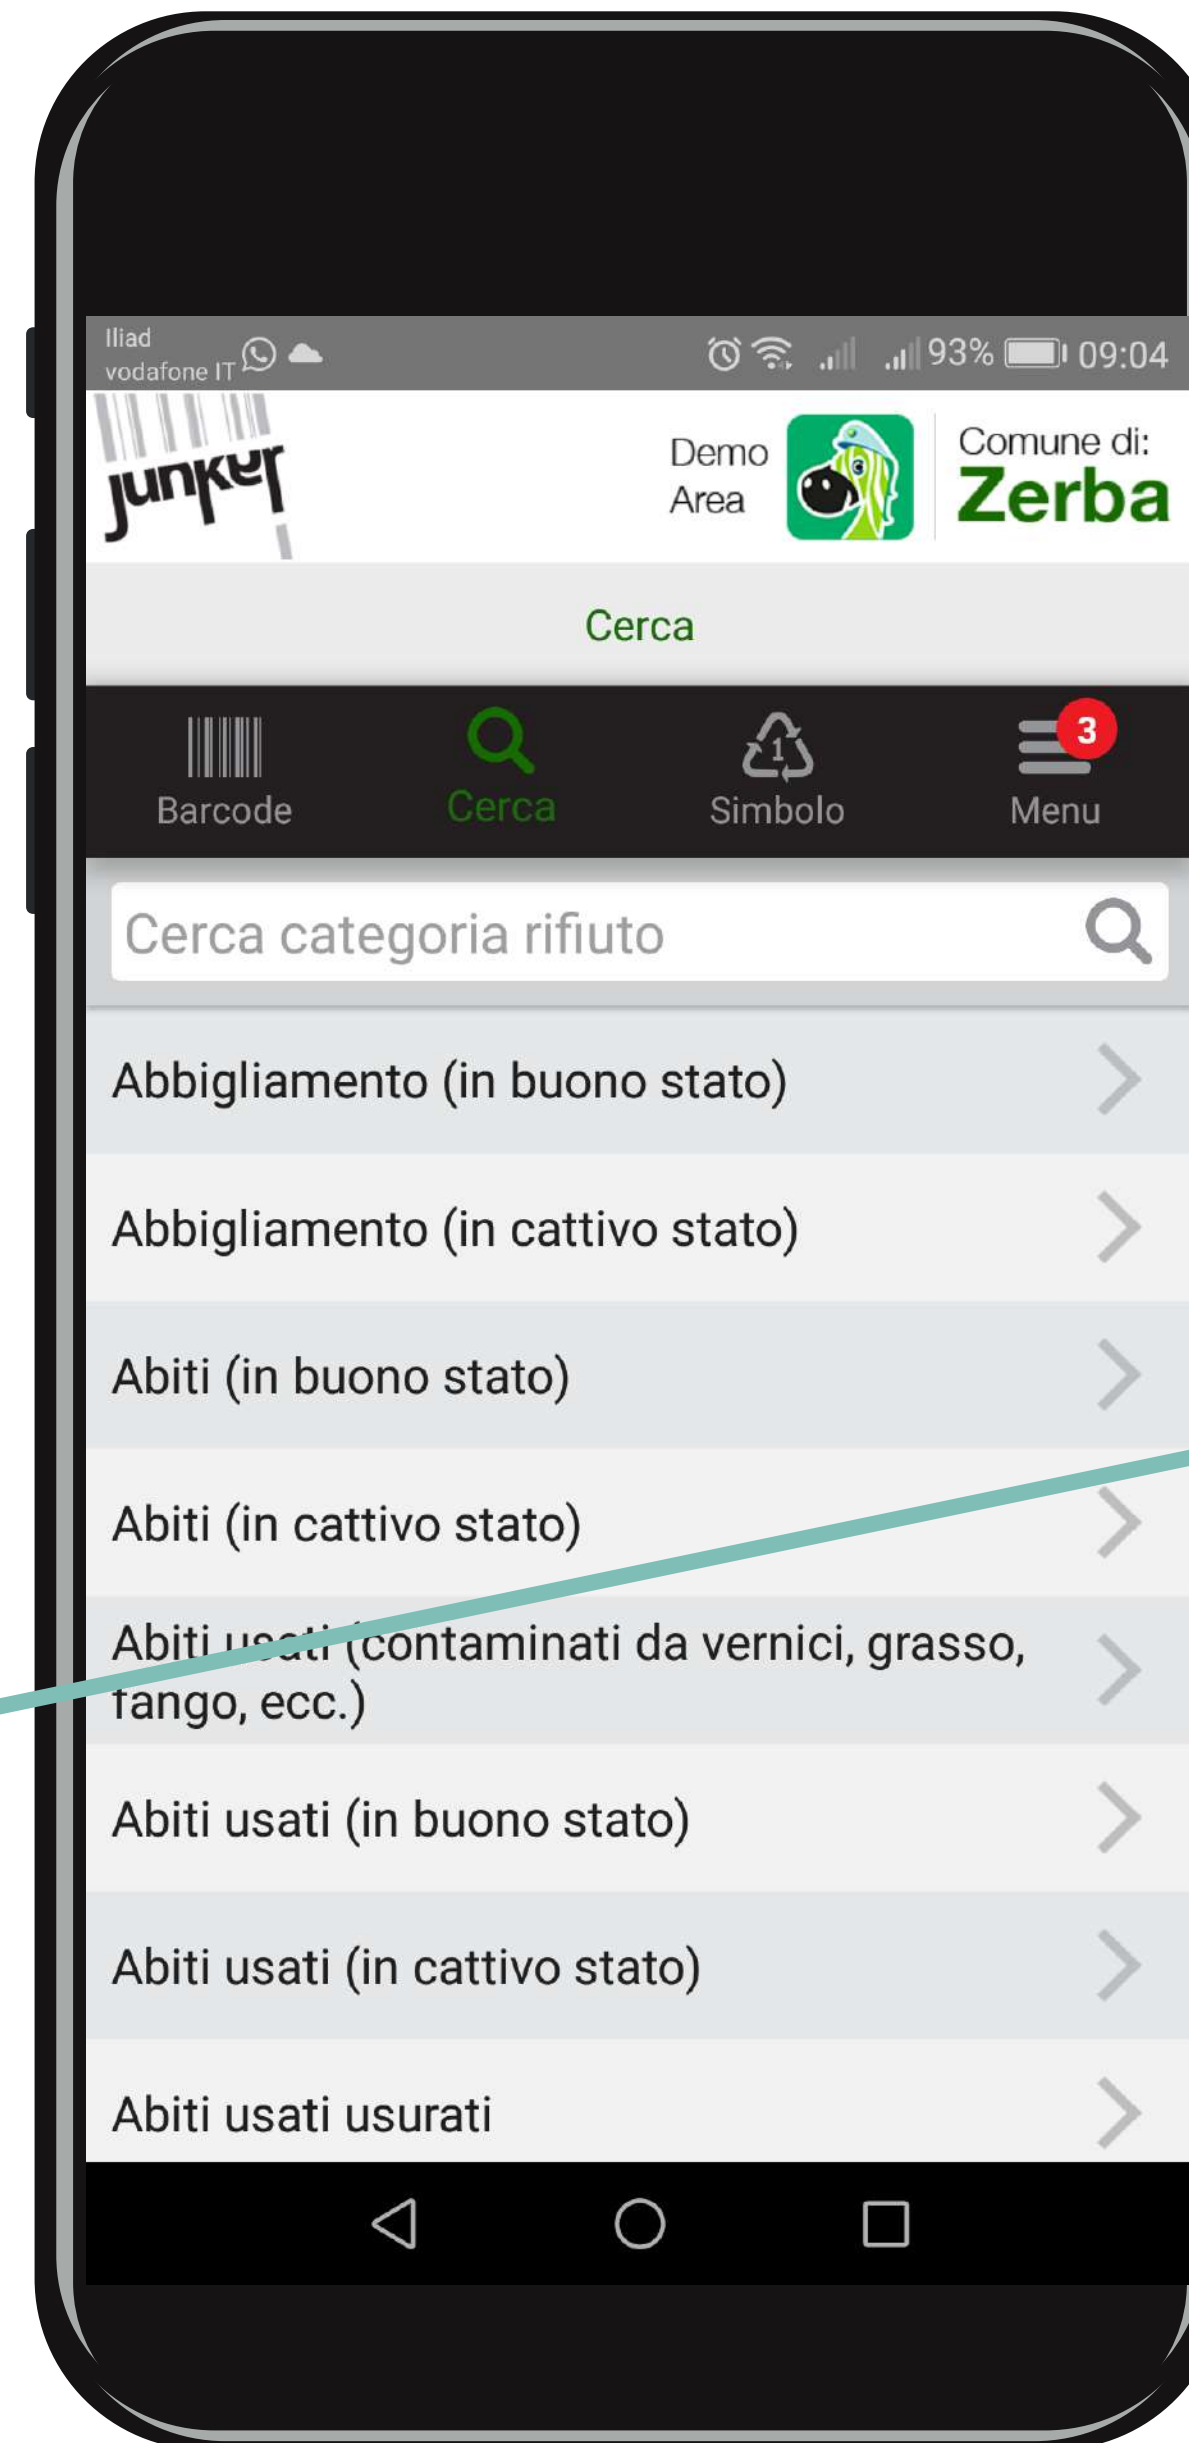 Iliad
vodafone IT
93% 09:04
junker
Demo
Area
Comune di:
Zerba
Cerca
Barcode
Cerca
1
Simbolo
3
Menu
Cerca categoria rifiuto
Abbigliamento (in buono stato)
Abbigliamento (in cattivo stato)
Abiti (in buono stato)
Abiti (in cattivo stato)
Abiti usati (contaminati da vernici, grasso,
fango, ecc.)
Abiti usati (in buono stato)
Abiti usati (in cattivo stato)
Abiti usati usurati